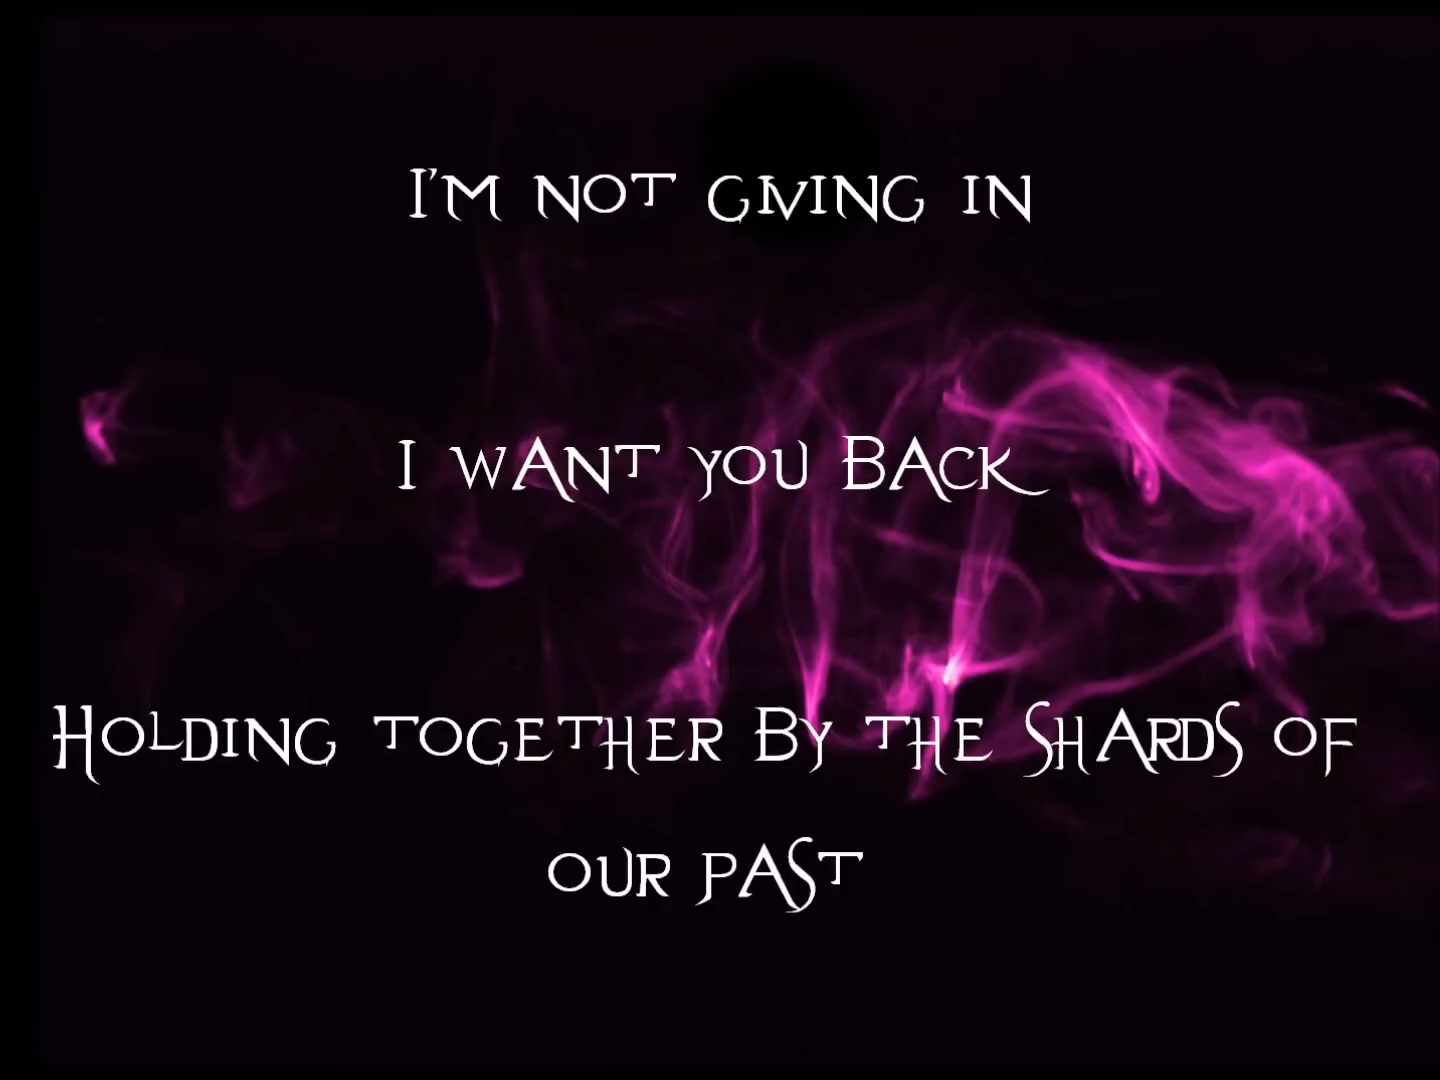 I'm not giving in
I want you back
Holding together by the shards of
our past